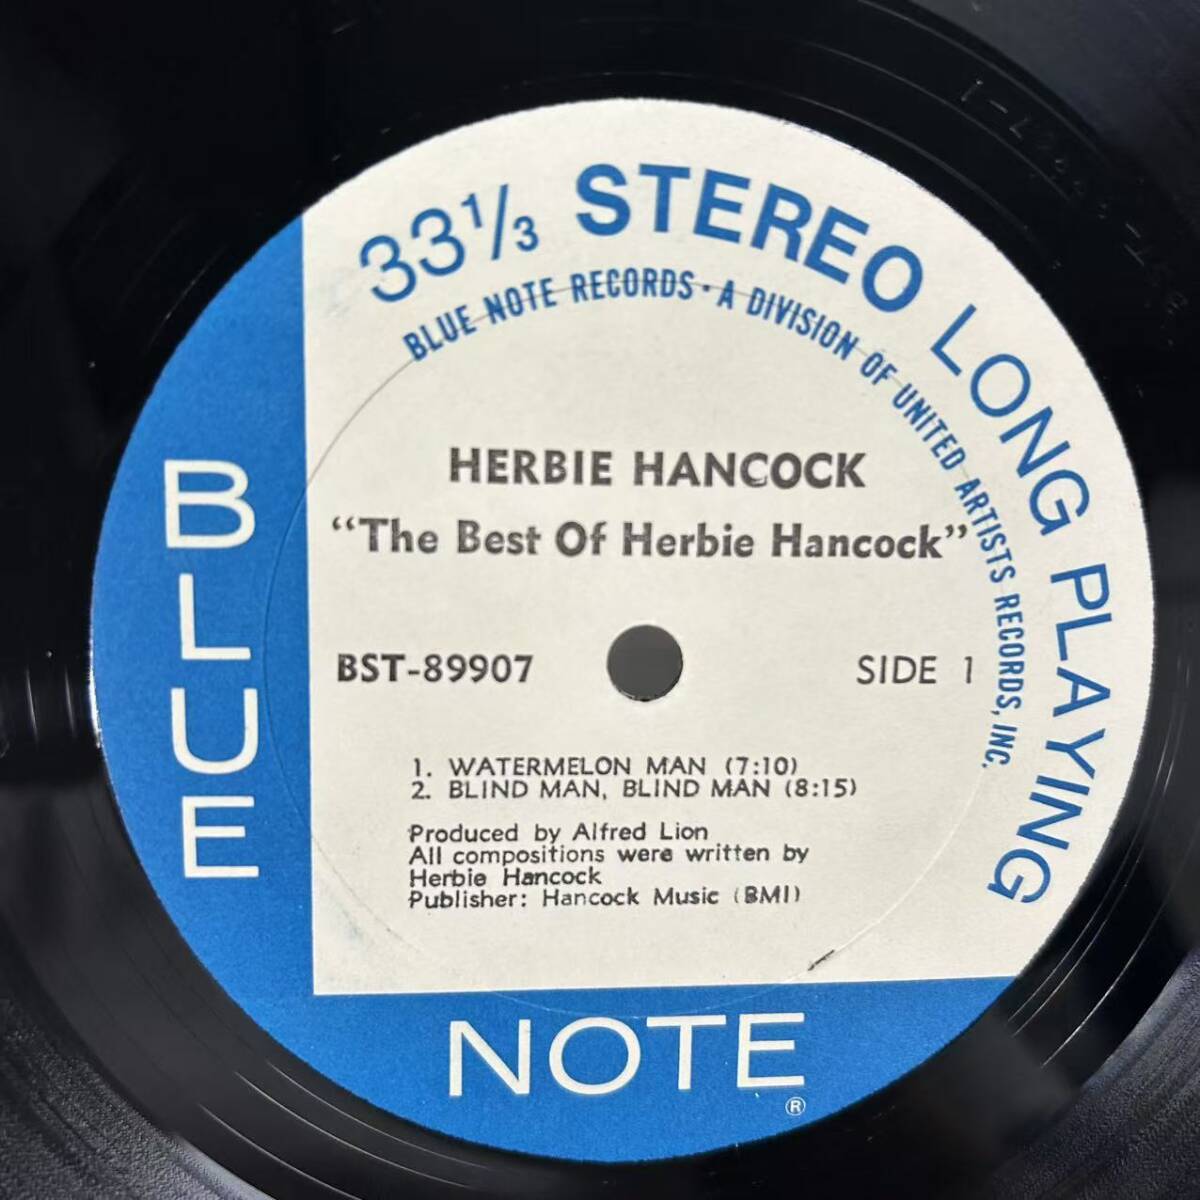 33⅓ STEREO LONG PLAYING
BLUE NOTE RECORDS · A DIVISION OF UNITED ARTISTS RECORDS, INC.
HERBIE HANCOCK
"The Best Of Herbie Hancock"
BST-89907
SIDE 1
1. WATERMELON MAN (7:10)
2. BLIND MAN, BLIND MAN (8:15)
Produced by Alfred Lion
All compositions were written by
Herbie Hancock
Publisher: Hancock Music (BMI)
BLUE
NOTE
®